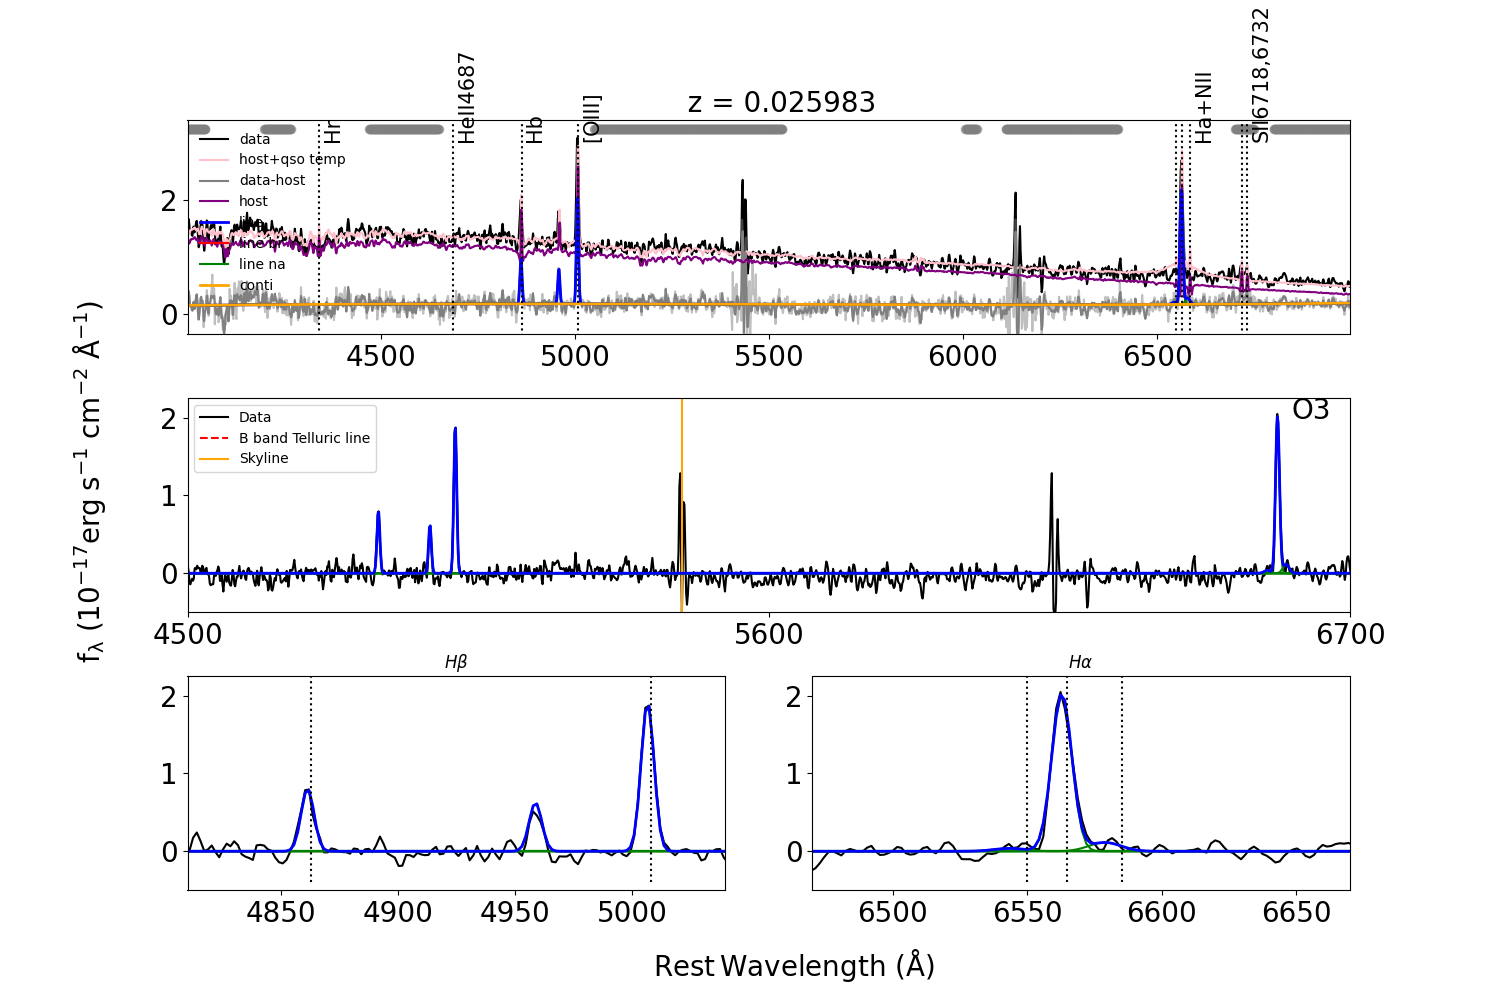 z = 0.025983
Hr
HeII4687
Hb
[OIII]
Ha+NII
SII6718,6732
data
host+qso temp
data-host
host
line na
conti
2
0
4500 5000 5500 6000 6500
fλ (10−17erg s−1 cm−2 Å−1)
Data
B band Telluric line
Skyline
O3
2
1
0
4500 5600 6700
Hβ
2
1
0
4850 4900 4950 5000
Hα
2
1
0
6500 6550 6600 6650
Rest Wavelength (Å)